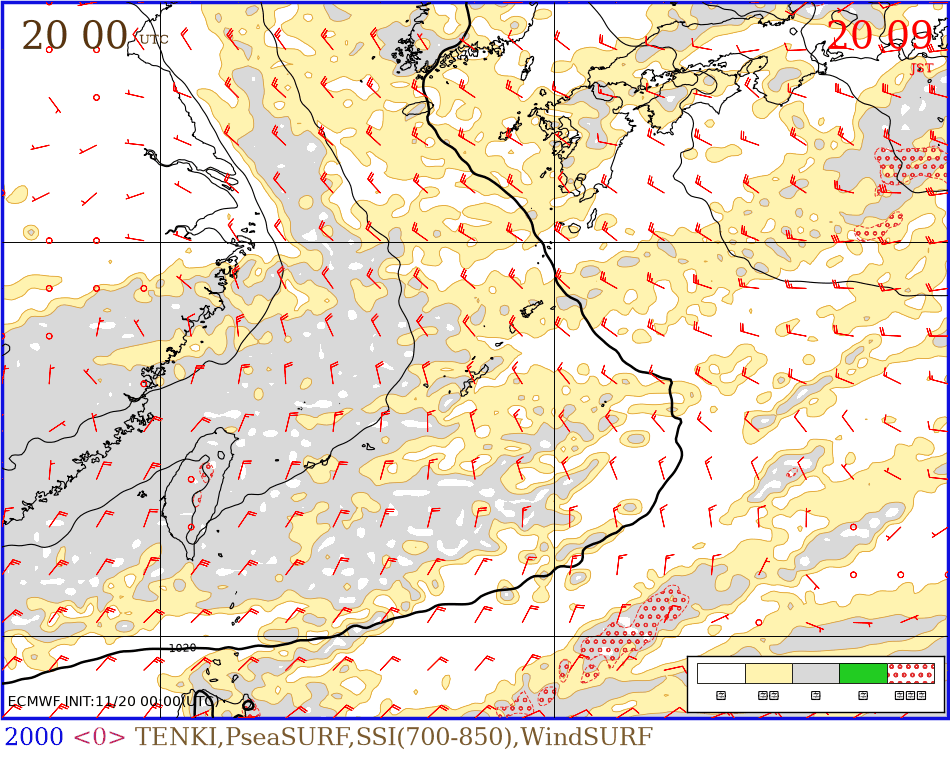 20 00 UTC
20 09
JST
1020
ECMWF,INIT:11/20 00:00(UTC)
2000 <0> TENKI,PseaSURF,SSI(700-850),WindSURF